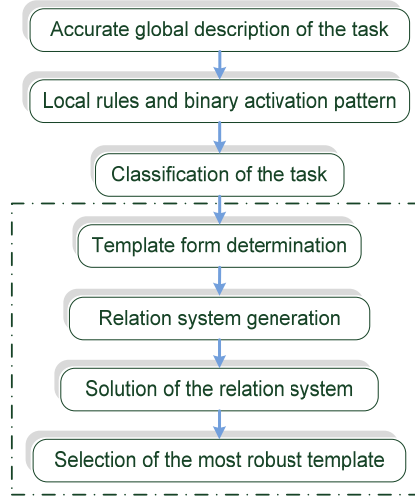 Accurate global description of the task
Local rules and binary activation pattern
Classification of the task
Template form determination
Relation system generation
Solution of the relation system
Selection of the most robust template